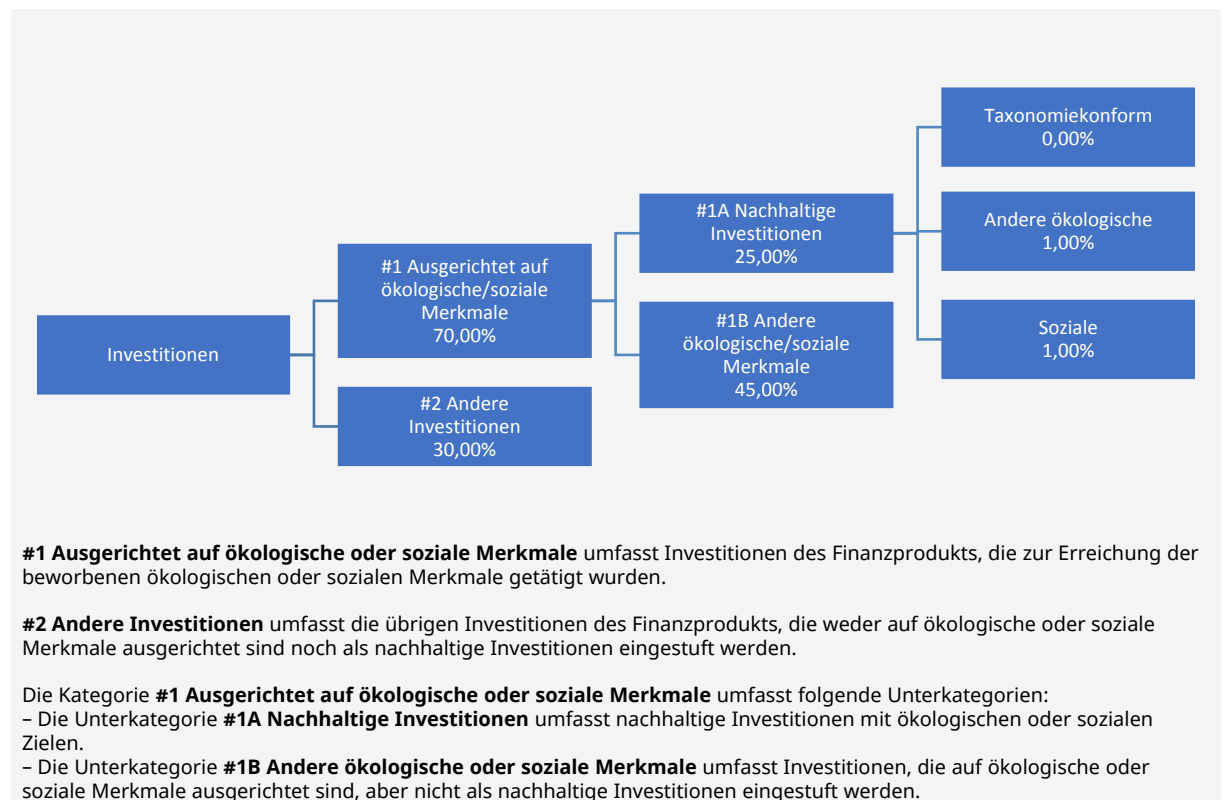 Investitionen
#1 Ausgerichtet auf
ökologische/soziale
Merkmale
70,00%
#2 Andere
Investitionen
30,00%
#1A Nachhaltige
Investitionen
25,00%
#1B Andere
ökologische/soziale
Merkmale
45,00%
Taxonomiekonform
0,00%
Andere ökologische
1,00%
Soziale
1,00%
#1 Ausgerichtet auf ökologische oder soziale Merkmale umfasst Investitionen des Finanzprodukts, die zur Erreichung der
beworbenen ökologischen oder sozialen Merkmale getätigt wurden.
#2 Andere Investitionen umfasst die übrigen Investitionen des Finanzprodukts, die weder auf ökologische oder soziale
Merkmale ausgerichtet sind noch als nachhaltige Investitionen eingestuft werden.
Die Kategorie #1 Ausgerichtet auf ökologische oder soziale Merkmale umfasst folgende Unterkategorien:
– Die Unterkategorie #1A Nachhaltige Investitionen umfasst nachhaltige Investitionen mit ökologischen oder sozialen
Zielen.
– Die Unterkategorie #1B Andere ökologische oder soziale Merkmale umfasst Investitionen, die auf ökologische oder
soziale Merkmale ausgerichtet sind, aber nicht als nachhaltige Investitionen eingestuft werden.